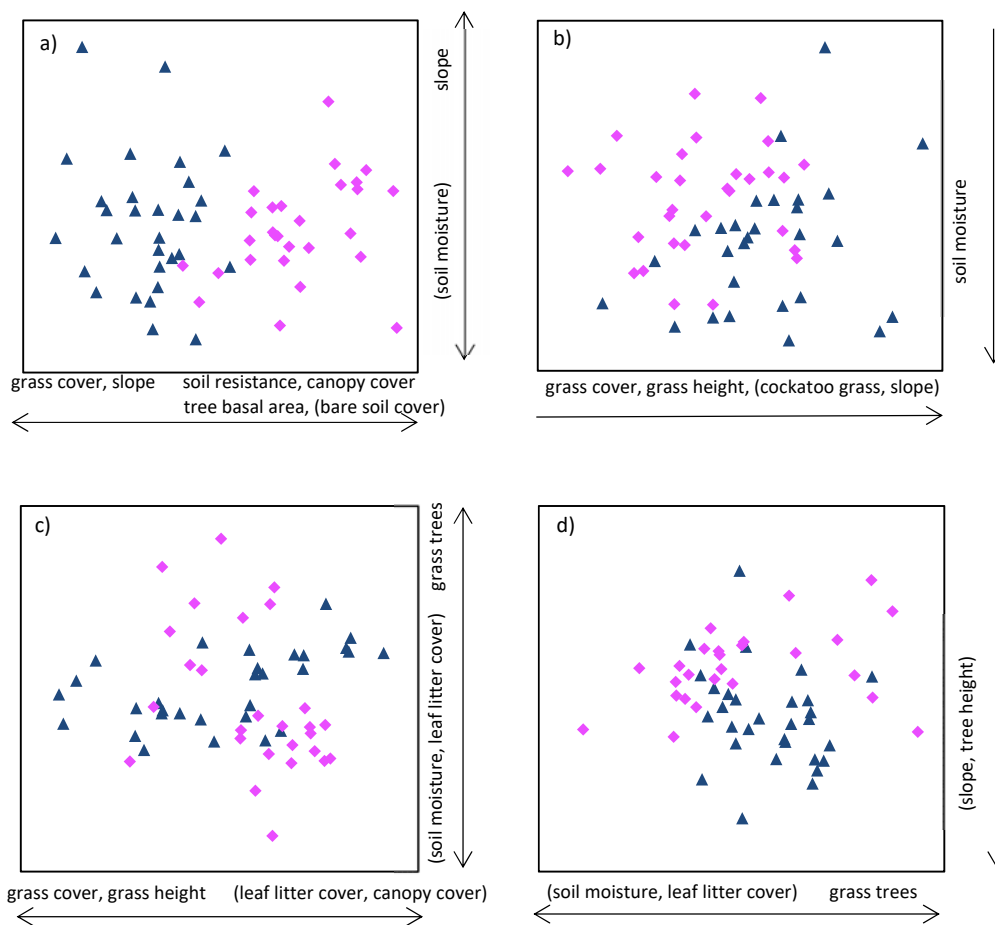 a)
slope
(soil moisture)
grass cover, slope
soil resistance, canopy cover
tree basal area, (bare soil cover)
b)
soil moisture
grass cover, grass height, (cockatoo grass, slope)
c)
grass trees
(soil moisture, leaf litter cover)
grass cover, grass height
(leaf litter cover, canopy cover)
d)
(slope, tree height)
(soil moisture, leaf litter cover)
grass trees